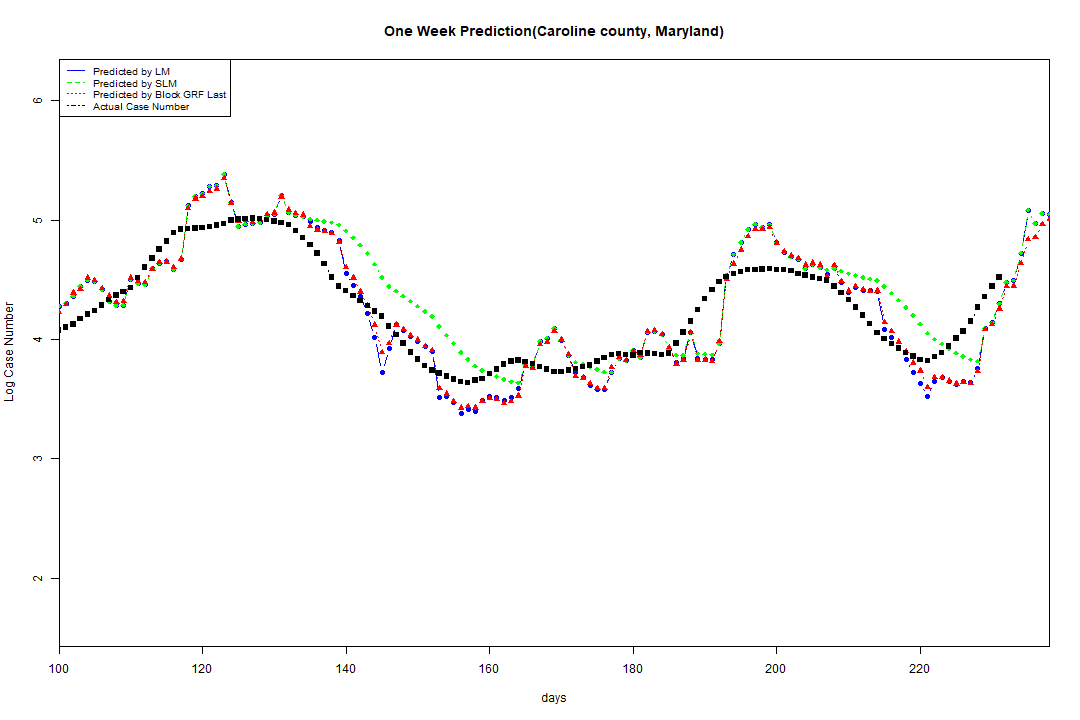 One Week Prediction(Caroline county, Maryland)
Predicted by LM
Predicted by SLM
Predicted by Block GRF Last
Actual Case Number
Log Case Number
6
5
4
3
2
100 120 140 160 180 200 220
days